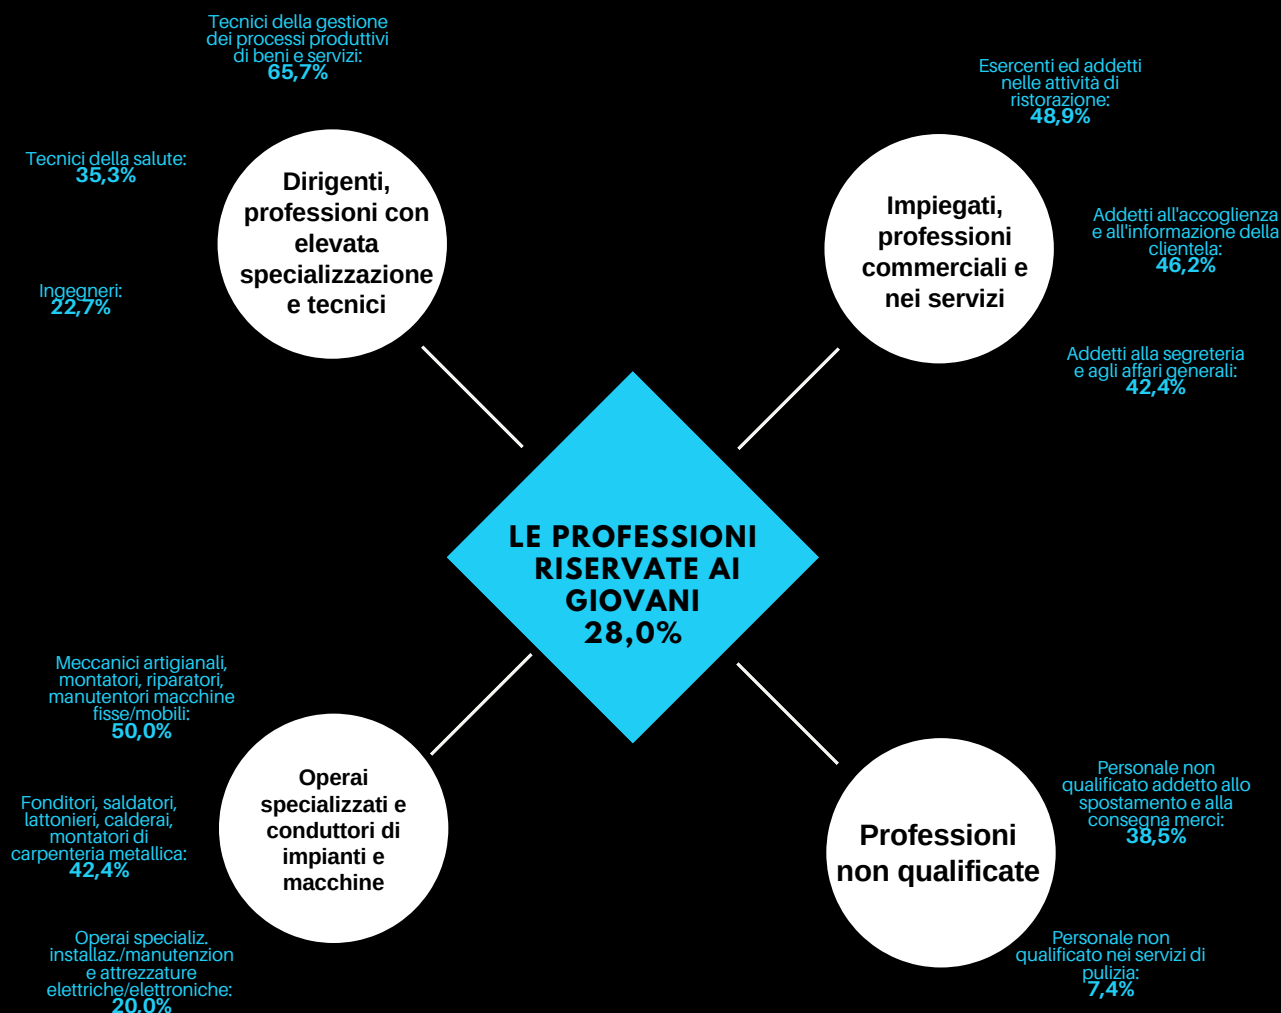 Tecnici della gestione
dei processi produttivi
di beni e servizi:
65,7%
Tecnici della salute:
35,3%
Ingegneri:
22,7%
Dirigenti,
professioni con
elevata
specializzazione
e tecnici
Esercenti ed addetti
nelle attività di
ristorazione:
48,9%
Impiegati,
professioni
commerciali e
nei servizi
Addetti all'accoglienza
e all'informazione della
clientela:
46,2%
Addetti alla segreteria
e agli affari generali:
42,4%
LE PROFESSIONI
RISERVATE AI
GIOVANI
28,0%
Meccanici artigianali,
montatori, riparatori,
manutentori macchine
fisse/mobili:
50,0%
Fonditori, saldatori,
lattonieri, calderai,
montatori di
carpenteria metallica:
42,4%
Operai specializ.
installaz./manutenzion
e attrezzature
elettriche/elettroniche:
20,0%
Operai
specializzati e
conduttori di
impianti e
macchine
Professioni
non qualificate
Personale non
qualificato addetto allo
spostamento e alla
consegna merci:
38,5%
Personale non
qualificato nei servizi di
pulizia:
7,4%